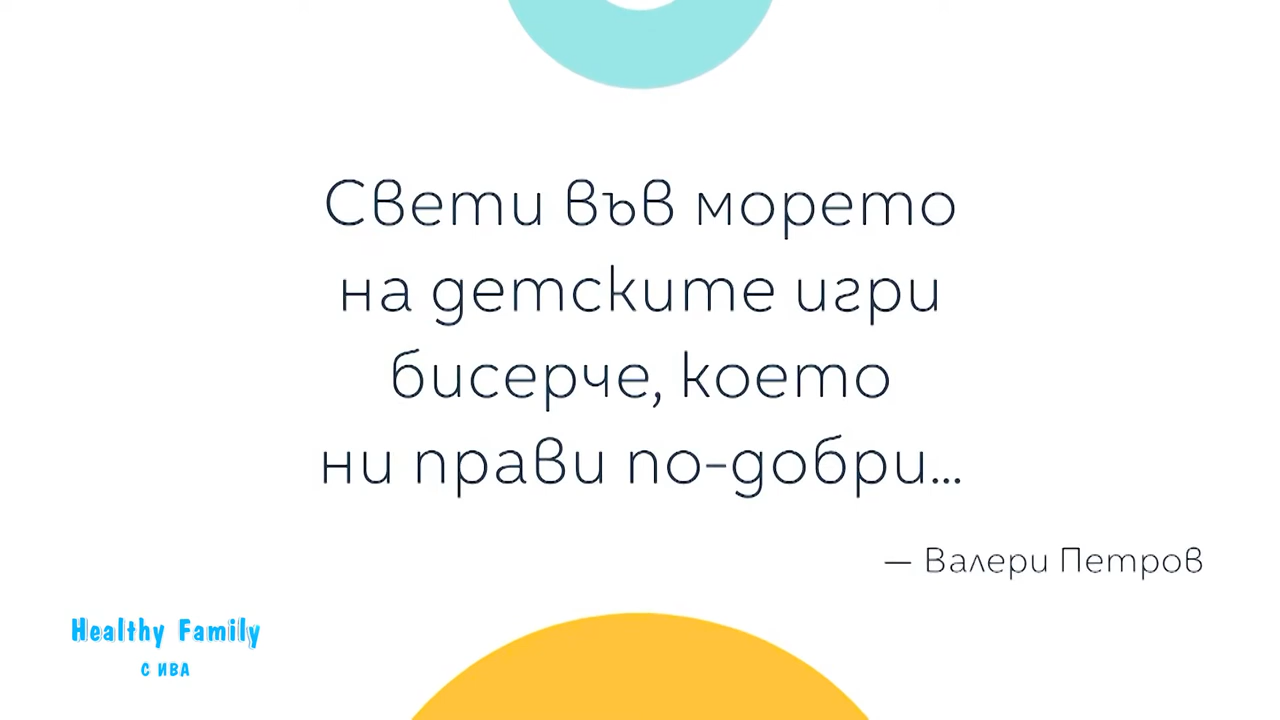 Свети във морето
на детските игри
бисерче, което
ни прави по-добри...
— Валери Петров
Healthy Family
С ИВА